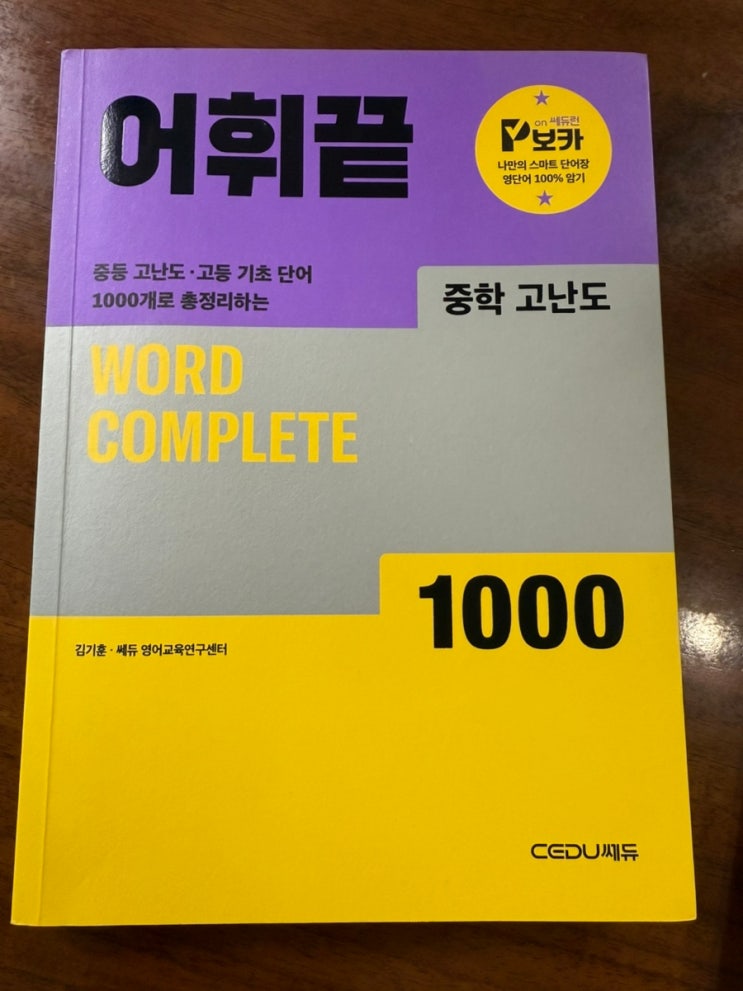 어휘끝
on 쎄듀런
보카
나만의 스마트 단어장
영단어 100% 암기
중등 고난도·고등 기초 단어
1000개로 총정리하는
중학 고난도
WORD
COMPLETE
1000
김기훈·쎄듀 영어교육연구센터
CEDU쎄듀